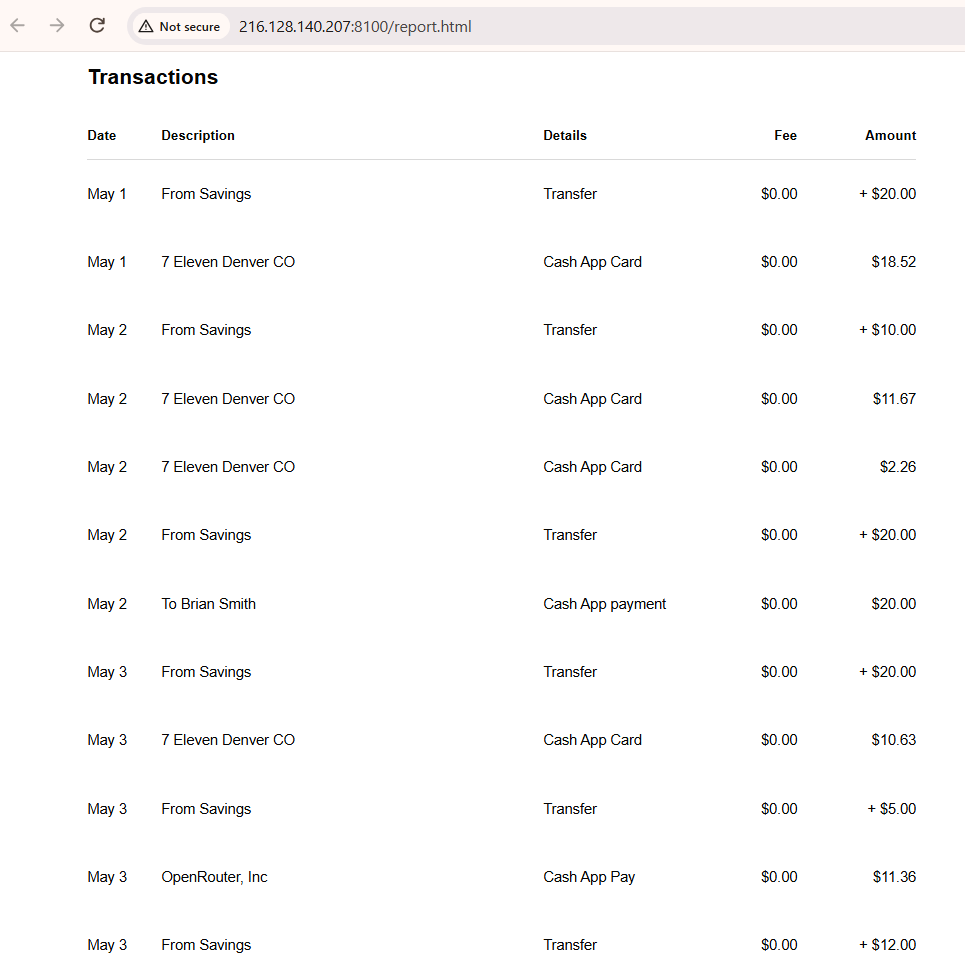 Not secure 216.128.140.207:8100/report.html
Transactions
Date Description Details Fee Amount
May 1 From Savings Transfer $0.00 + $20.00
May 1 7 Eleven Denver CO Cash App Card $0.00 $18.52
May 2 From Savings Transfer $0.00 + $10.00
May 2 7 Eleven Denver CO Cash App Card $0.00 $11.67
May 2 7 Eleven Denver CO Cash App Card $0.00 $2.26
May 2 From Savings Transfer $0.00 + $20.00
May 2 To Brian Smith Cash App payment $0.00 $20.00
May 3 From Savings Transfer $0.00 + $20.00
May 3 7 Eleven Denver CO Cash App Card $0.00 $10.63
May 3 From Savings Transfer $0.00 + $5.00
May 3 OpenRouter, Inc Cash App Pay $0.00 $11.36
May 3 From Savings Transfer $0.00 + $12.00